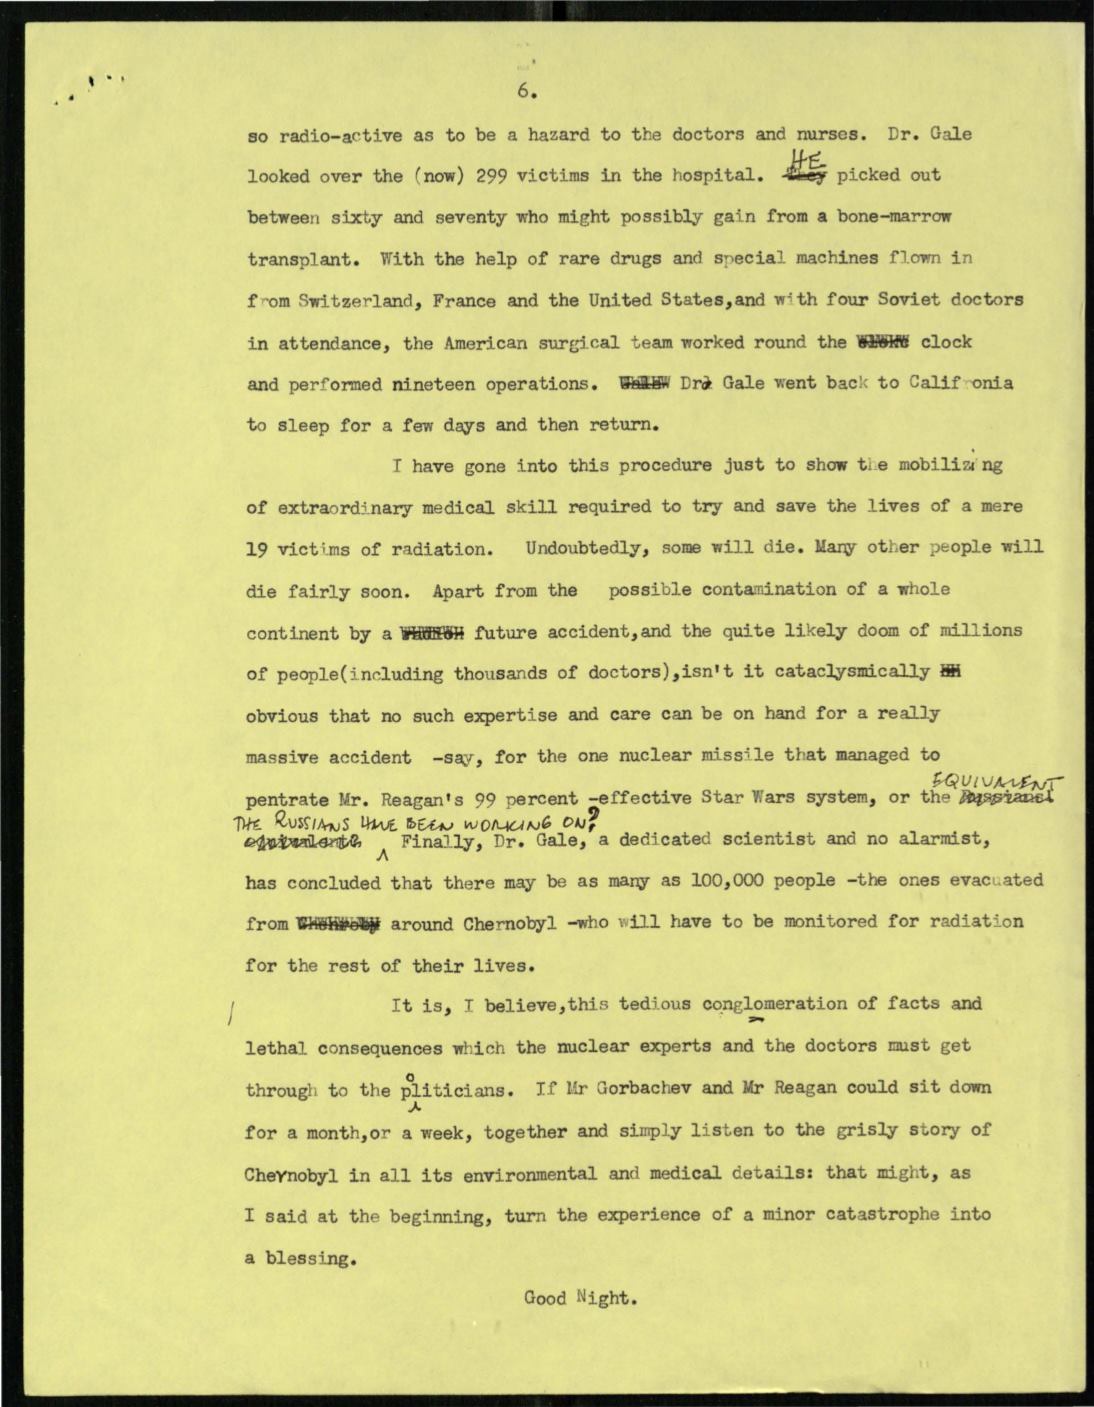 6.
so radio-active as to be a hazard to the doctors and nurses. Dr. Gale
HE
looked over the (now) 299 victims in the hospital. they picked out
between sixty and seventy who might possibly gain from a bone-marrow
transplant. With the help of rare drugs and special machines flown in
from Switzerland, France and the United States,and with four Soviet doctors
in attendance, the American surgical team worked round the clock
and performed nineteen operations. Dr. Gale went back to Califronia
to sleep for a few days and then return.
I have gone into this procedure just to show the mobilizing
of extraordinary medical skill required to try and save the lives of a mere
19 victims of radiation. Undoubtedly, some will die. Many other people will
die fairly soon. Apart from the possible contamination of a whole
continent by a future accident,and the quite likely doom of millions
of people(including thousands of doctors),isn't it cataclysmically
obvious that no such expertise and care can be on hand for a really
massive accident -say, for the one nuclear missile that managed to
EQUIVALENT
pentrate Mr. Reagan's 99 percent -effective Star Wars system, or the
THE RUSSIANS HAVE BEEN WORKING ON?
equivalent? Finally, Dr. Gale, a dedicated scientist and no alarmist,
has concluded that there may be as many as 100,000 people -the ones evacuated
from around Chernobyl -who will have to be monitored for radiation
for the rest of their lives.
It is, I believe,this tedious conglomeration of facts and
lethal consequences which the nuclear experts and the doctors must get
through to the politicians. If Mr Gorbachev and Mr Reagan could sit down
for a month,or a week, together and simply listen to the grisly story of
Chernobyl in all its environmental and medical details: that might, as
I said at the beginning, turn the experience of a minor catastrophe into
a blessing.
Good Night.